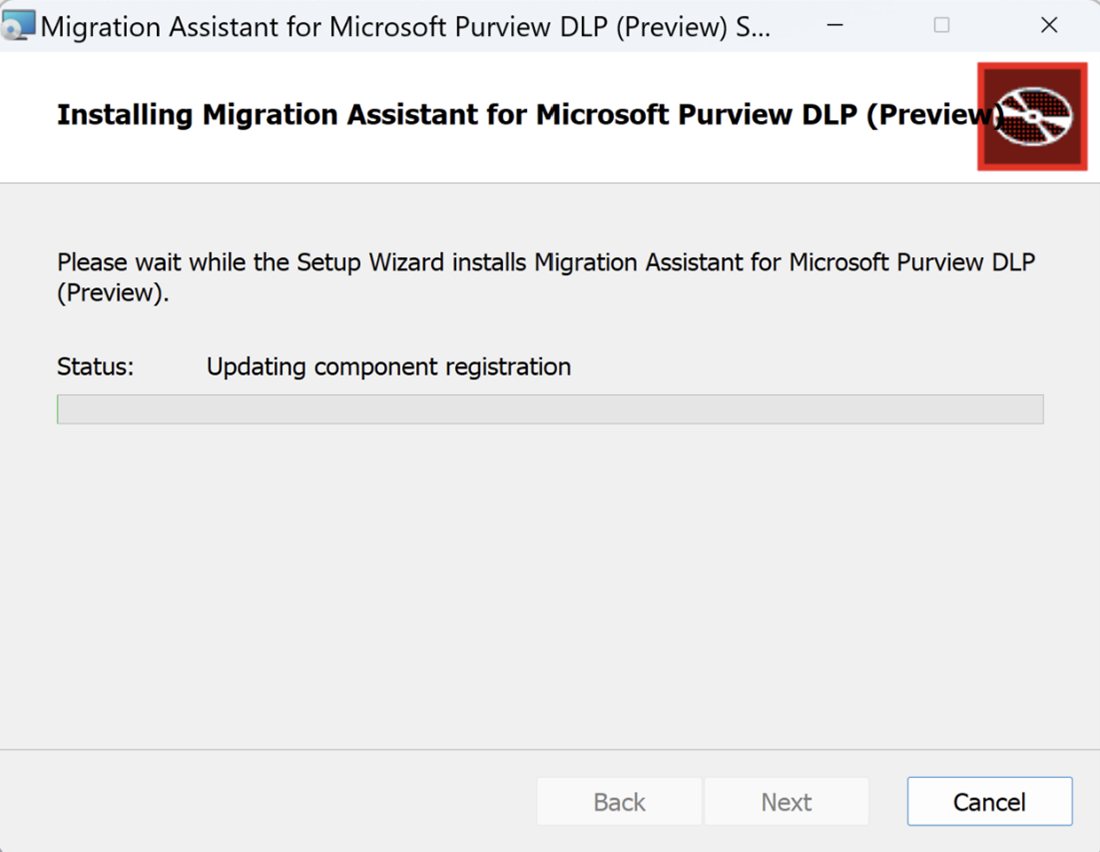 Migration Assistant for Microsoft Purview DLP (Preview) S...
Installing Migration Assistant for Microsoft Purview DLP (Preview)
Please wait while the Setup Wizard installs Migration Assistant for Microsoft Purview DLP
(Preview).
Status: Updating component registration
Back Next Cancel